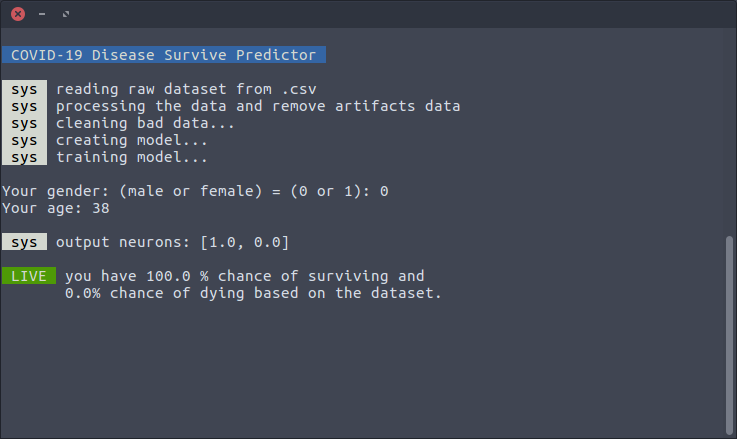 COVID-19 Disease Survive Predictor
sys reading raw dataset from .csv
sys processing the data and remove artifacts data
sys cleaning bad data...
sys creating model...
sys training model...
Your gender: (male or female) = (0 or 1): 0
Your age: 38
sys output neurons: [1.0, 0.0]
LIVE you have 100.0 % chance of surviving and
0.0% chance of dying based on the dataset.